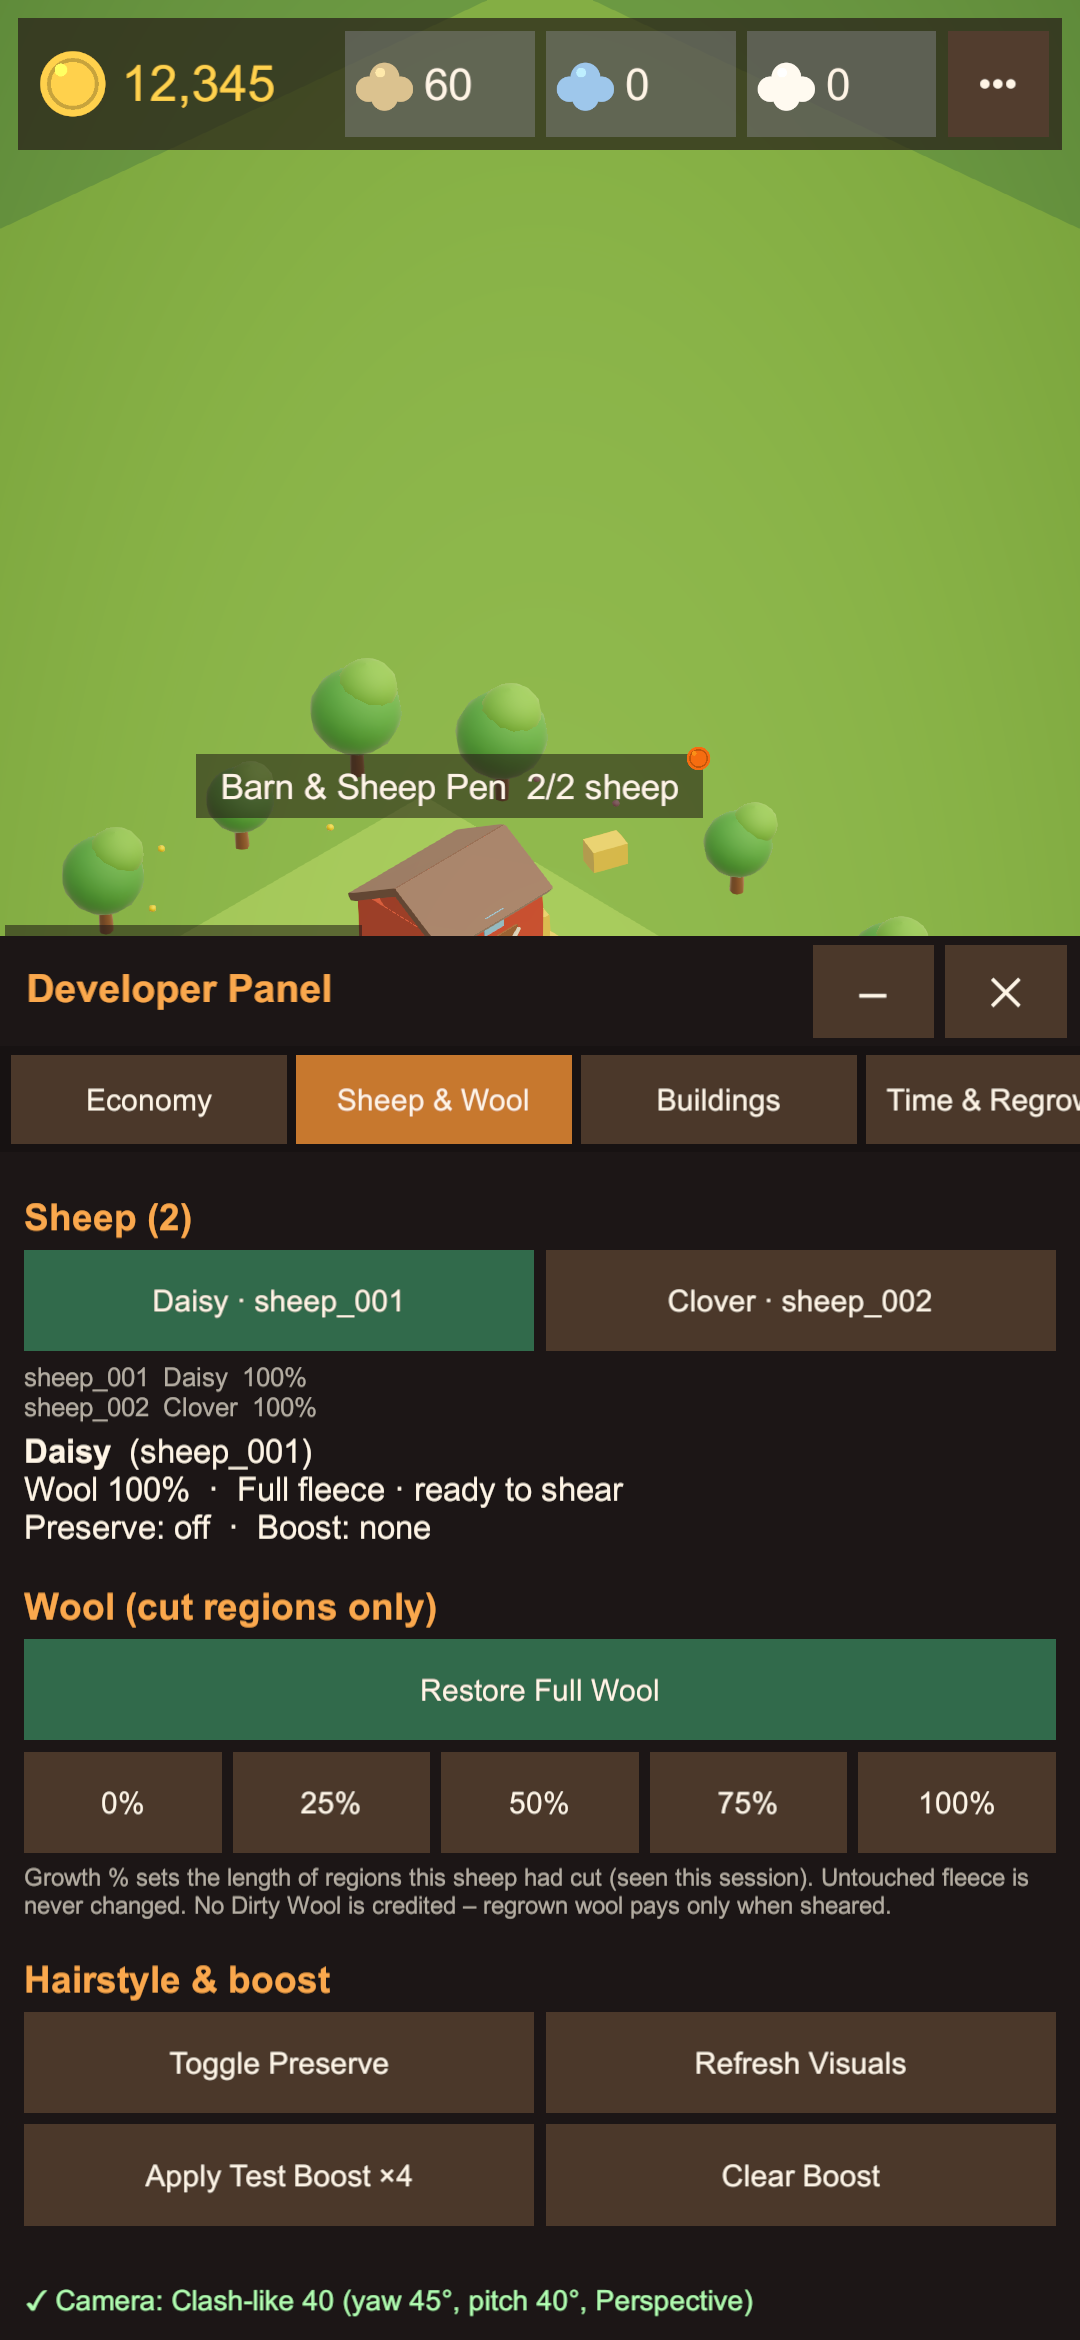 12,345
60
0
0
•••
Barn & Sheep Pen 2/2 sheep
Developer Panel
Economy
Sheep & Wool
Buildings
Time & Regrow
Sheep (2)
Daisy · sheep_001
Clover · sheep_002
sheep_001 Daisy 100%
sheep_002 Clover 100%
Daisy (sheep_001)
Wool 100% · Full fleece · ready to shear
Preserve: off · Boost: none
Wool (cut regions only)
Restore Full Wool
0%
25%
50%
75%
100%
Growth % sets the length of regions this sheep had cut (seen this session). Untouched fleece is
never changed. No Dirty Wool is credited – regrown wool pays only when sheared.
Hairstyle & boost
Toggle Preserve
Refresh Visuals
Apply Test Boost ×4
Clear Boost
✓ Camera: Clash-like 40 (yaw 45°, pitch 40°, Perspective)